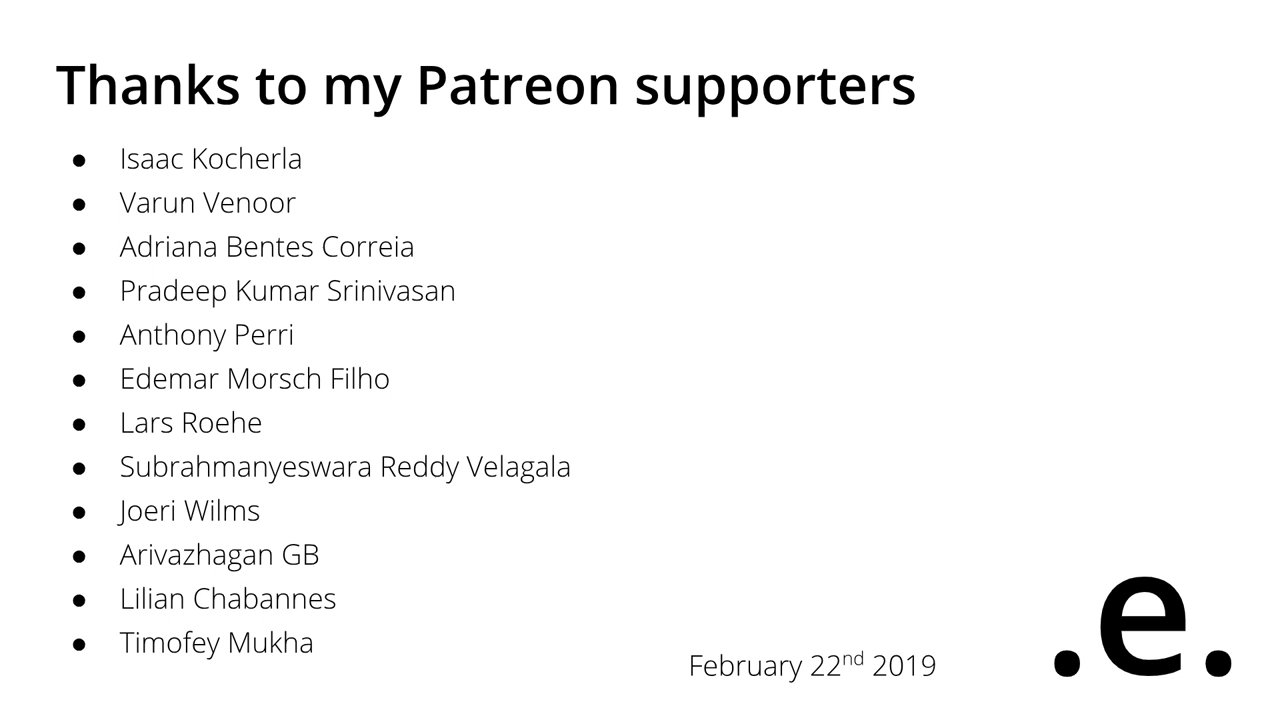 Thanks to my Patreon supporters
● Isaac Kocherla
● Varun Venoor
● Adriana Bentes Correia
● Pradeep Kumar Srinivasan
● Anthony Perri
● Edemar Morsch Filho
● Lars Roehe
● Subrahmanyeswara Reddy Velagala
● Joeri Wilms
● Arivazhagan GB
● Lilian Chabannes
● Timofey Mukha
February 22nd 2019
.e.